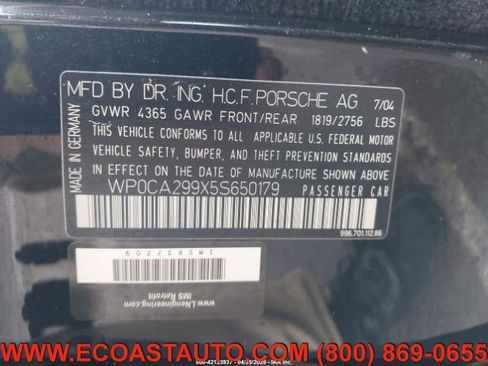 MFD BY DR. ING. H.C.F. PORSCHE AG 7/04
GVWR 4365 GAWR FRONT/REAR 1819/2756 LBS
THIS VEHICLE CONFORMS TO ALL APPLICABLE U.S. FEDERAL MOTOR
VEHICLE SAFETY, BUMPER, AND THEFT PREVENTION STANDARDS
IN EFFECT ON THE DATE OF MANUFACTURE SHOWN ABOVE
WP0CA299X5S650179 PASSENGER CAR
MADE IN GERMANY
996.701.112.86
IMS837709
www.LNengineering.com
IMS Retrofit
WWW.ECOASTAUTO.COM (800) 869-0655